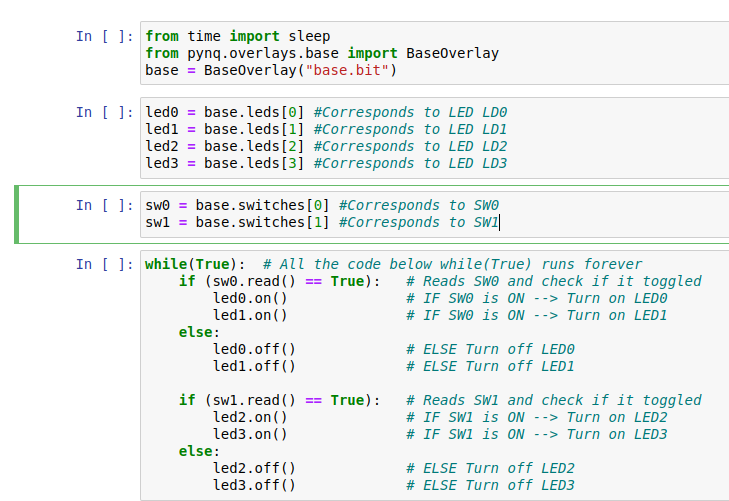 In [ ]: from time import sleep
from pynq.overlays.base import BaseOverlay
base = BaseOverlay("base.bit")
In [ ]: led0 = base.leds[0] #Corresponds to LED LD0
led1 = base.leds[1] #Corresponds to LED LD1
led2 = base.leds[2] #Corresponds to LED LD2
led3 = base.leds[3] #Corresponds to LED LD3
In [ ]: sw0 = base.switches[0] #Corresponds to SW0
sw1 = base.switches[1] #Corresponds to SW1
In [ ]: while(True):  # All the code below while(True) runs forever
    if (sw0.read() == True):   # Reads SW0 and check if it toggled
        led0.on()              # IF SW0 is ON --> Turn on LED0
        led1.on()              # IF SW0 is ON --> Turn on LED1
    else:
        led0.off()             # ELSE Turn off LED0
        led1.off()             # ELSE Turn off LED1
    if (sw1.read() == True):   # Reads SW1 and check if it toggled
        led2.on()              # IF SW1 is ON --> Turn on LED2
        led3.on()              # IF SW1 is ON --> Turn on LED3
    else:
        led2.off()             # ELSE Turn off LED2
        led3.off()             # ELSE Turn off LED3